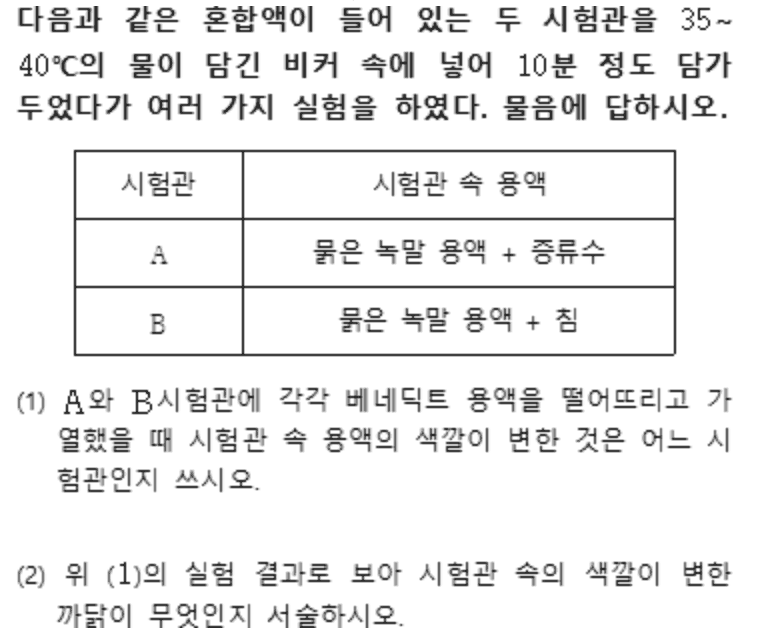 다음과 같은 혼합액이 들어 있는 두 시험관을 35~
40℃의 물이 담긴 비커 속에 넣어 10분 정도 담가
두었다가 여러 가지 실험을 하였다. 물음에 답하시오.
시험관 시험관 속 용액
A 묽은 녹말 용액 + 증류수
B 묽은 녹말 용액 + 침
(1) A와 B시험관에 각각 베네딕트 용액을 떨어뜨리고 가
열했을 때 시험관 속 용액의 색깔이 변한 것은 어느 시
험관인지 쓰시오.
(2) 위 (1)의 실험 결과로 보아 시험관 속의 색깔이 변한
까닭이 무엇인지 서술하시오.